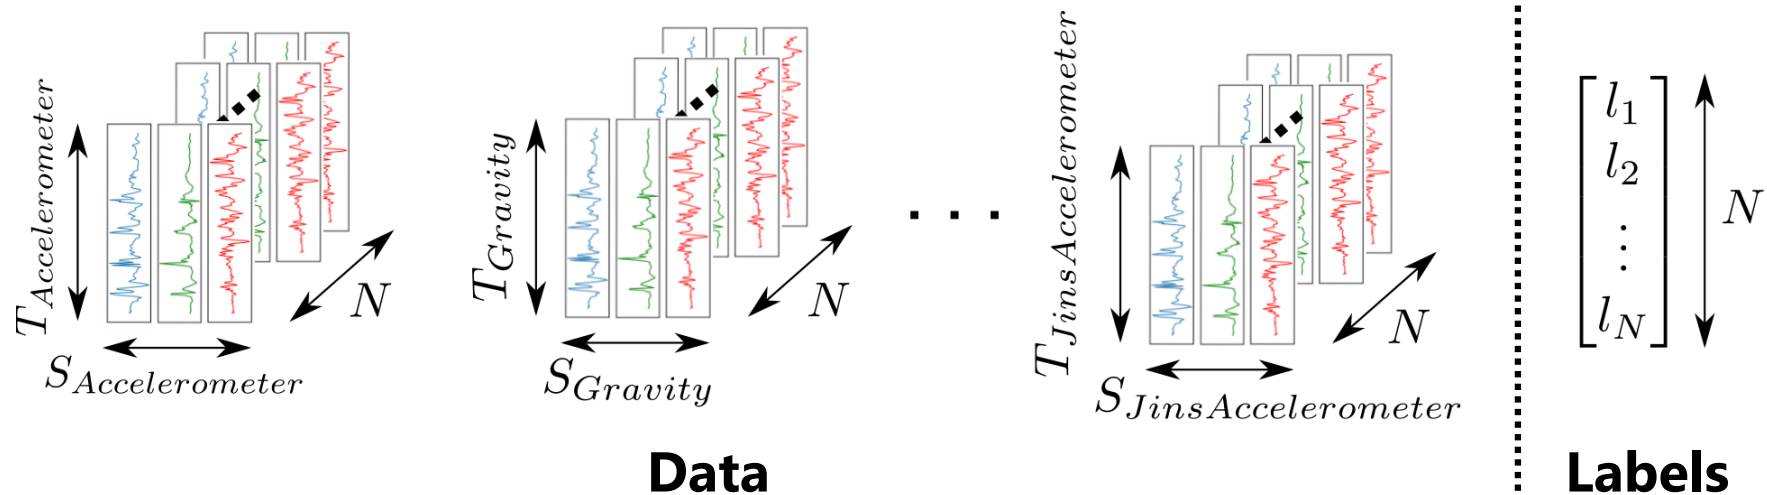 T_Accelerometer
N
S_Accelerometer
T_Gravity
N
S_Gravity
. . .
T_JinsAccelerometer
N
S_JinsAccelerometer
Data
l_1
l_2
⋮
l_N
N
Labels